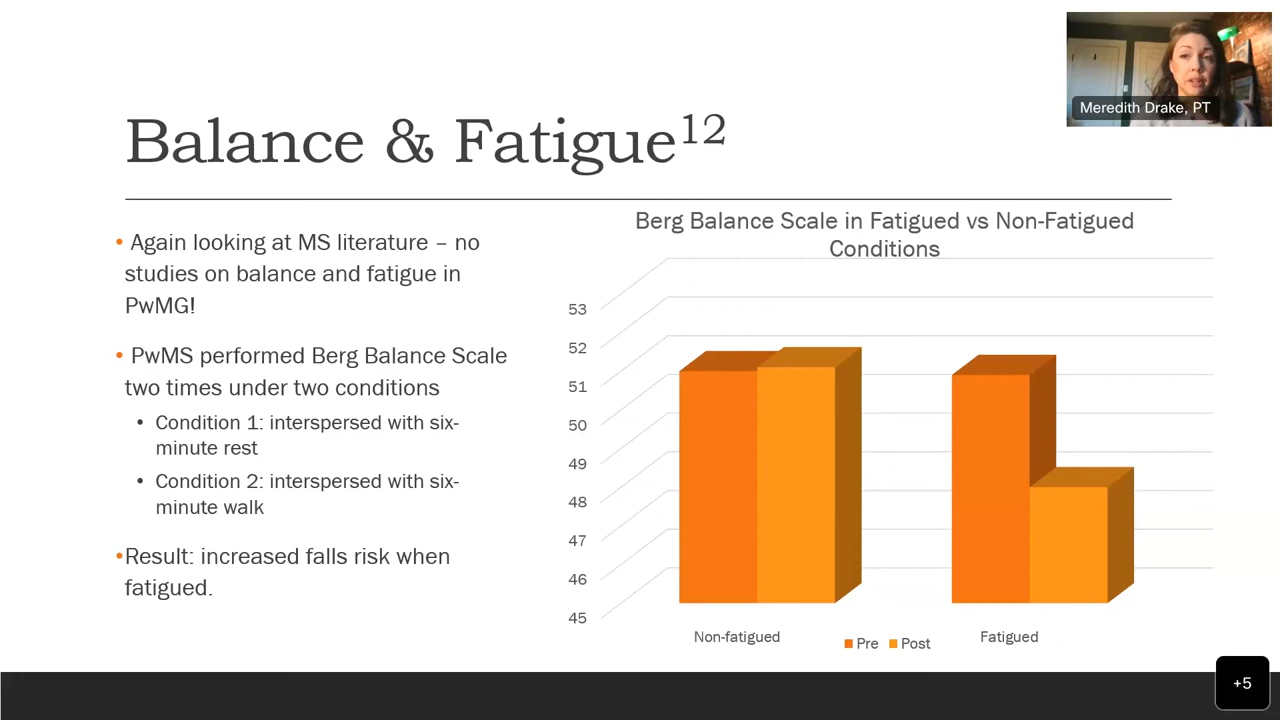 Meredith Drake, PT
Balance & Fatigue¹²
• Again looking at MS literature – no
studies on balance and fatigue in
PwMG!
• PwMS performed Berg Balance Scale
two times under two conditions
• Condition 1: interspersed with six-
minute rest
• Condition 2: interspersed with six-
minute walk
•Result: increased falls risk when
fatigued.
Berg Balance Scale in Fatigued vs Non-Fatigued
Conditions
53
52
51
50
49
48
47
46
45
Non-fatigued
Fatigued
Pre Post
+5